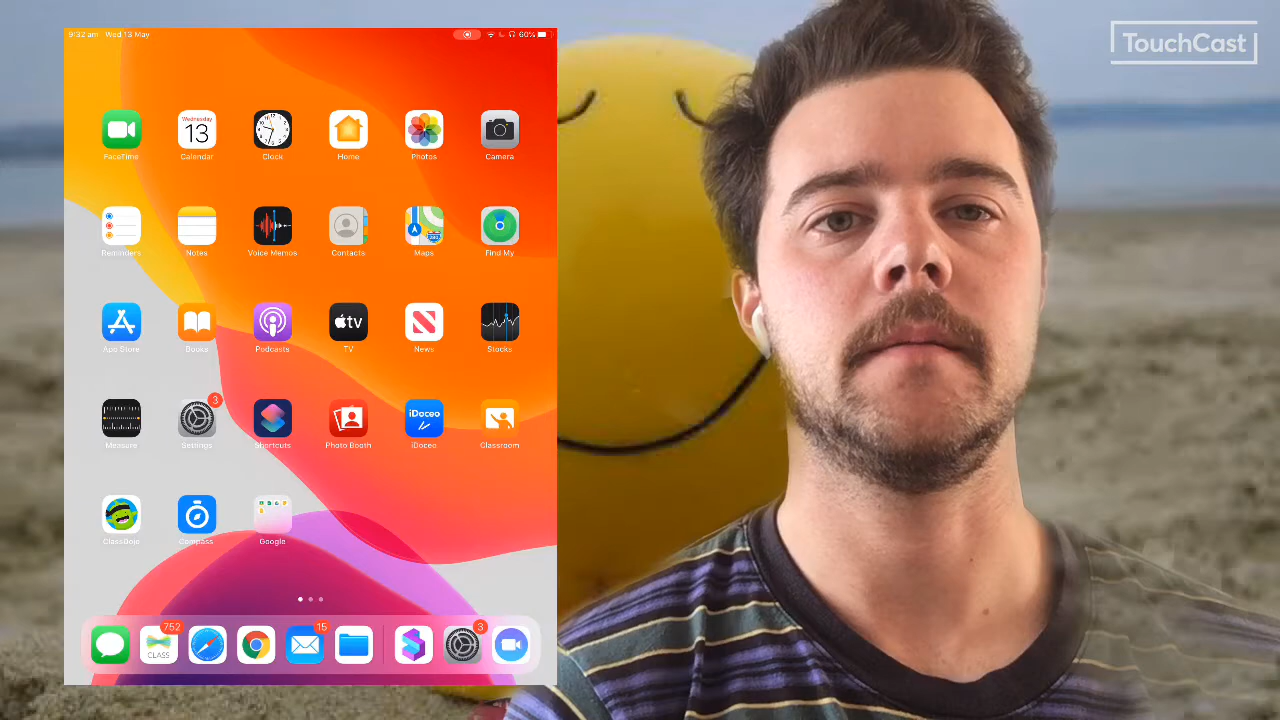 9:32 am Wed 13 May
60%
TouchCast
Wednesday
13
FaceTime
Calendar
Clock
Home
Photos
Camera
Reminders
Notes
Voice Memos
Contacts
Maps
Find My
tv
App Store
Books
Podcasts
TV
News
Stocks
3
iDoceo
Measure
Settings
Shortcuts
Photo Booth
iDoceo
Classroom
ClassDojo
Compass
Google
752
15
3
CLASS